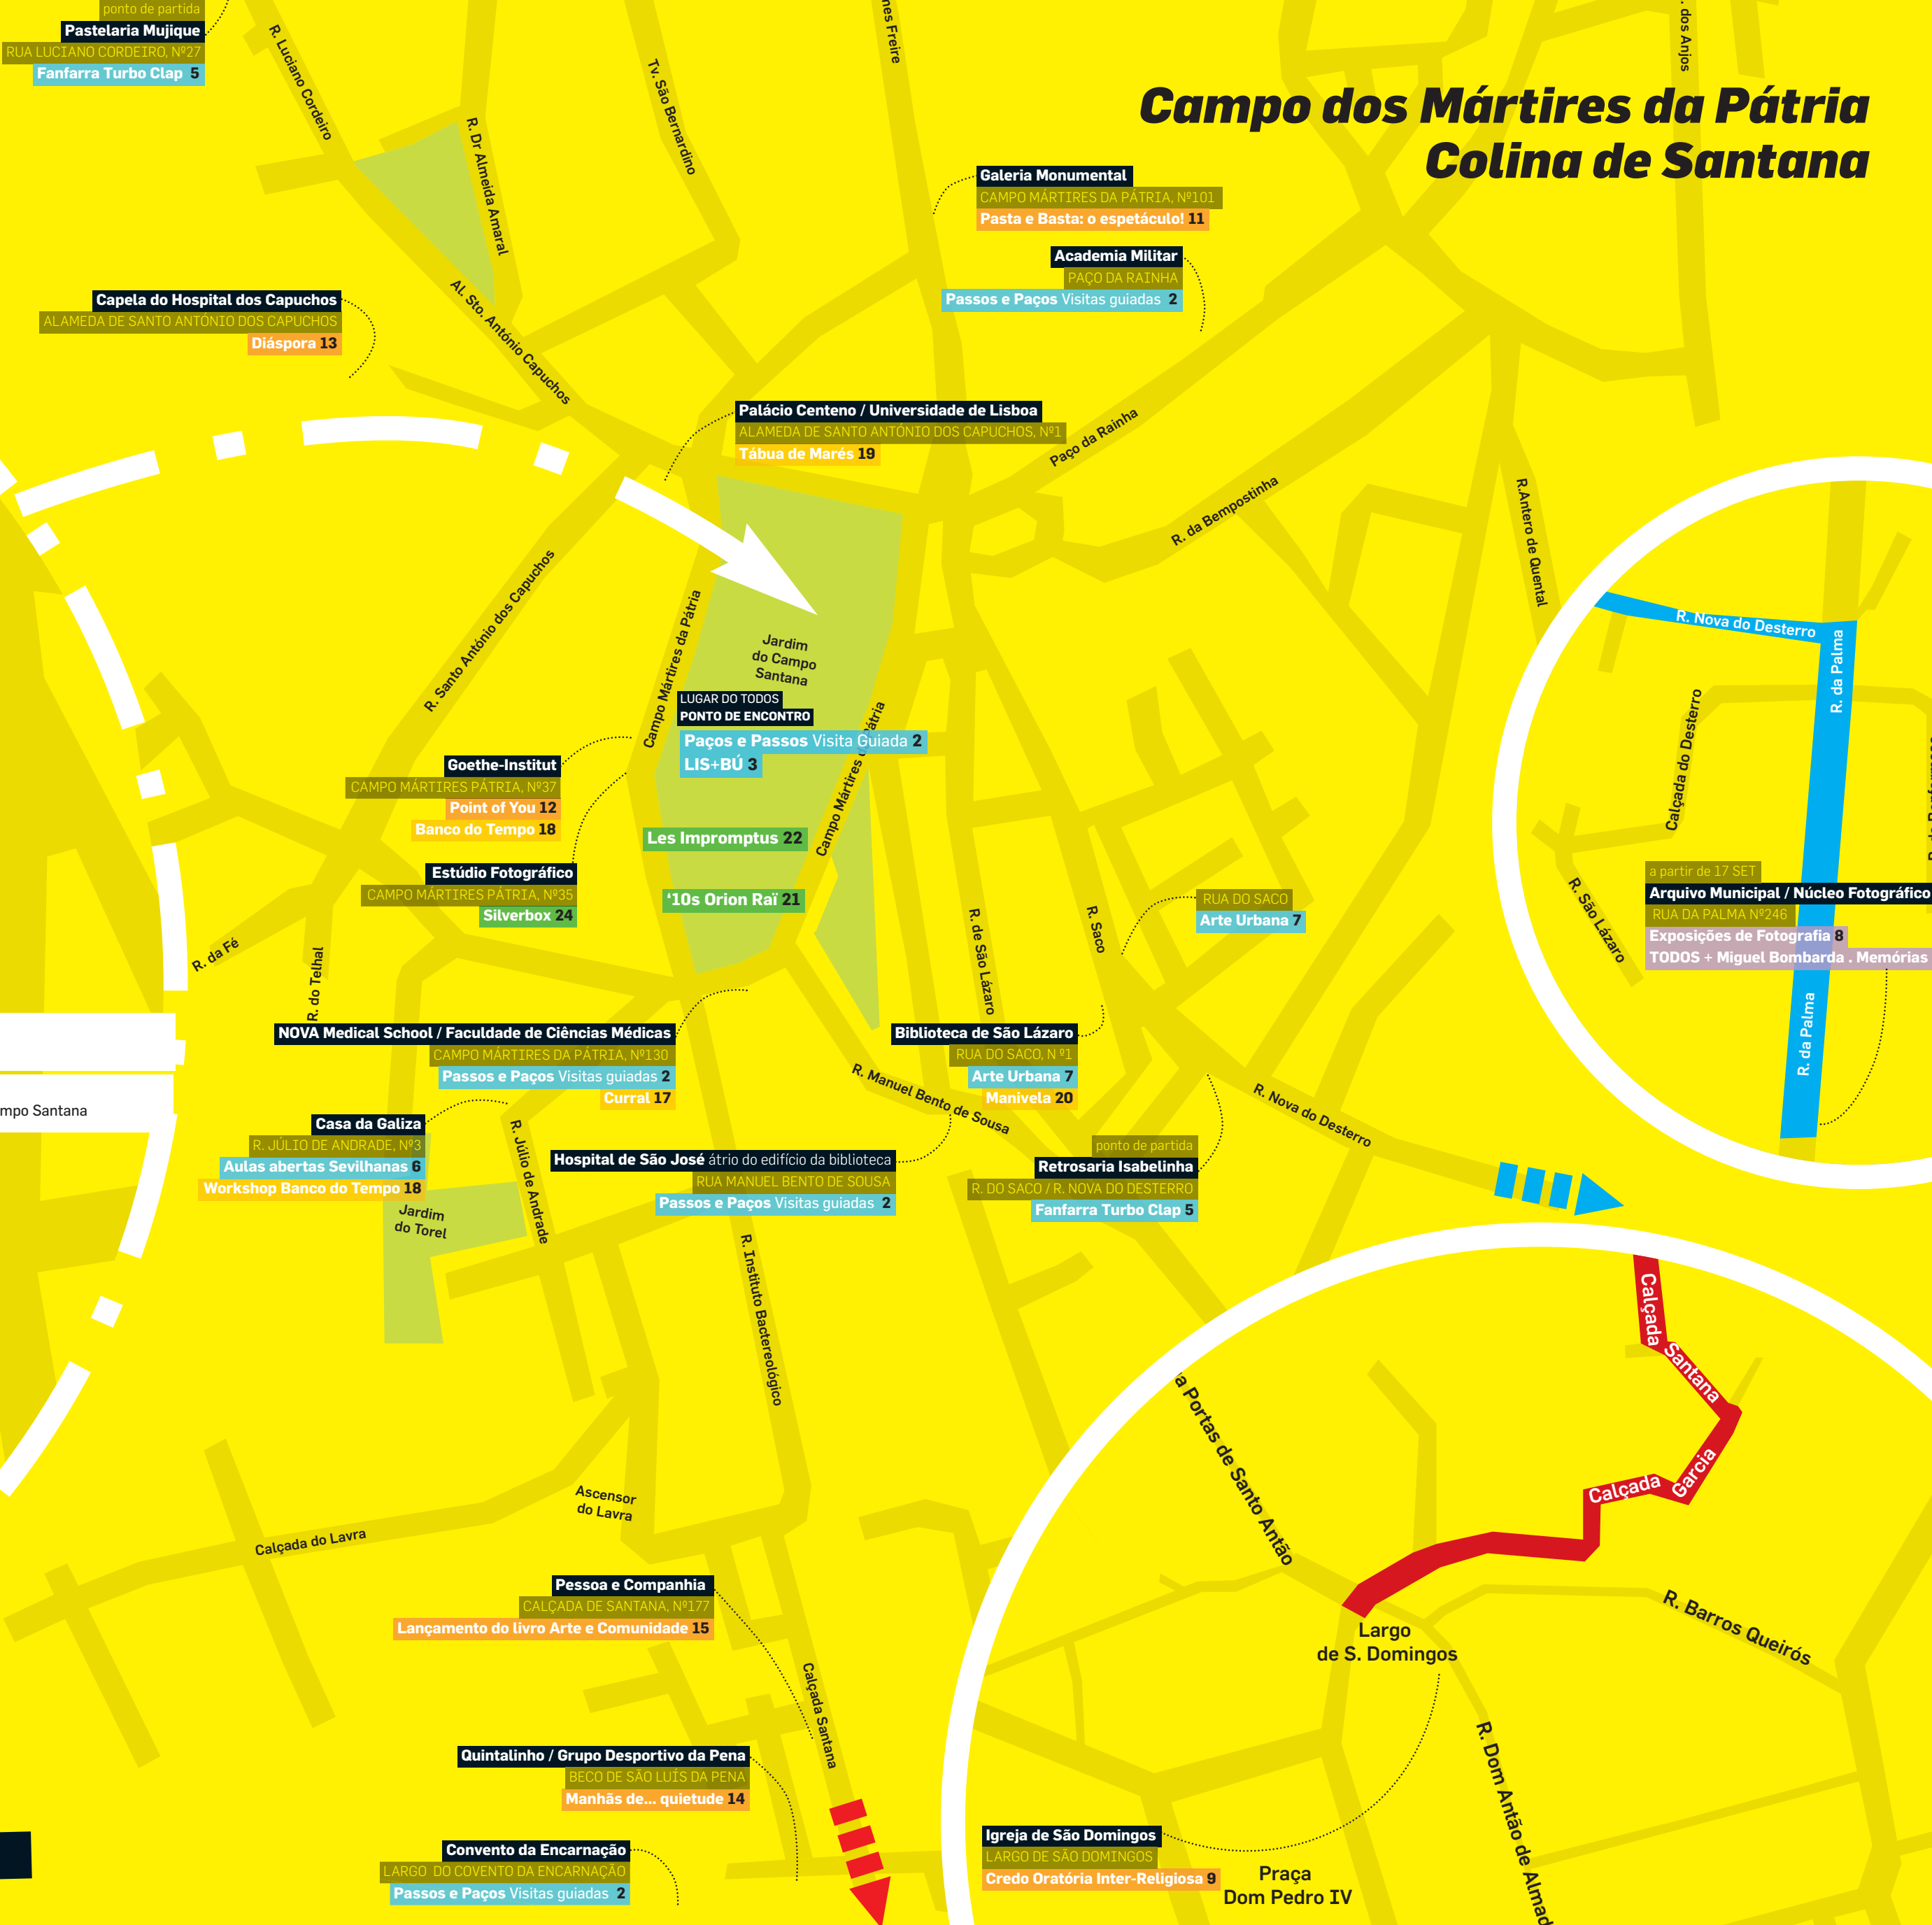 ponto de partida
Pastelaria Mujique
RUA LUCIANO CORDEIRO, Nº27
Fanfarra Turbo Clap 5
R. Luciano Cordeiro
R. Dr Almeida Amaral
Tv. São Bernardino
mes Freire
. dos Anjos
Campo dos Mártires da Pátria
Colina de Santana
Galeria Monumental
CAMPO MÁRTIRES DA PÁTRIA, Nº101
Pasta e Basta: o espetáculo! 11
Academia Militar
PAÇO DA RAINHA
Passos e Paços Visitas guiadas 2
Capela do Hospital dos Capuchos
ALAMEDA DE SANTO ANTÓNIO DOS CAPUCHOS
Diáspora 13
Al. Sto. António Capuchos
Palácio Centeno / Universidade de Lisboa
ALAMEDA DE SANTO ANTÓNIO DOS CAPUCHOS, Nº1
Tábua de Marés 19
Paço da Rainha
R. da Bempostinha
R.Antero de Quental
R. Santo António dos Capuchos
Campo Mártires da Pátria
Jardim
do Campo
Santana
LUGAR DO TODOS
PONTO DE ENCONTRO
Paços e Passos Visita Guiada 2
LIS+BÚ 3
Campo Mártires da Pátria
Les Impromptus 22
‘10s Orion Raï 21
Goethe-Institut
CAMPO MÁRTIRES PÁTRIA, Nº37
Point of You 12
Banco do Tempo 18
Estúdio Fotográfico
CAMPO MÁRTIRES PÁTRIA, Nº35
Silverbox 24
R. da Fé
R. do Telhal
R. de São Lázaro
R. Saco
RUA DO SACO
Arte Urbana 7
R. Nova do Desterro
R. da Palma
Calçada do Desterro
R. São Lázaro
a partir de 17 SET
Arquivo Municipal / Núcleo Fotográfico
RUA DA PALMA Nº246
Exposições de Fotografia 8
TODOS + Miguel Bombarda . Memórias
R. da Palma
NOVA Medical School / Faculdade de Ciências Médicas
CAMPO MÁRTIRES DA PÁTRIA, Nº130
Passos e Paços Visitas guiadas 2
Curral 17
Biblioteca de São Lázaro
RUA DO SACO, N º1
Arte Urbana 7
Manivela 20
R. Manuel Bento de Sousa
R. Nova do Desterro
mpo Santana
Casa da Galiza
R. JÚLIO DE ANDRADE, Nº3
Aulas abertas Sevilhanas 6
Workshop Banco do Tempo 18
R. Júlio de Andrade
Jardim
do Torel
Hospital de São José átrio do edifício da biblioteca
RUA MANUEL BENTO DE SOUSA
Passos e Paços Visitas guiadas 2
ponto de partida
Retrosaria Isabelinha
R. DO SACO / R. NOVA DO DESTERRO
Fanfarra Turbo Clap 5
R. Instituto Bactereológico
Calçada
Santana
Garcia
Calçada
a Portas de Santo Antão
Ascensor
do Lavra
Calçada do Lavra
Pessoa e Companhia
CALÇADA DE SANTANA, Nº177
Lançamento do livro Arte e Comunidade 15
Calçada Santana
Largo
de S. Domingos
R. Barros Queirós
R. Dom Antão de Almad
Quintalinho / Grupo Desportivo da Pena
BECO DE SÃO LUÍS DA PENA
Manhãs de... quietude 14
Convento da Encarnação
LARGO DO COVENTO DA ENCARNAÇÃO
Passos e Paços Visitas guiadas 2
Igreja de São Domingos
LARGO DE SÃO DOMINGOS
Credo Oratória Inter-Religiosa 9
Praça
Dom Pedro IV